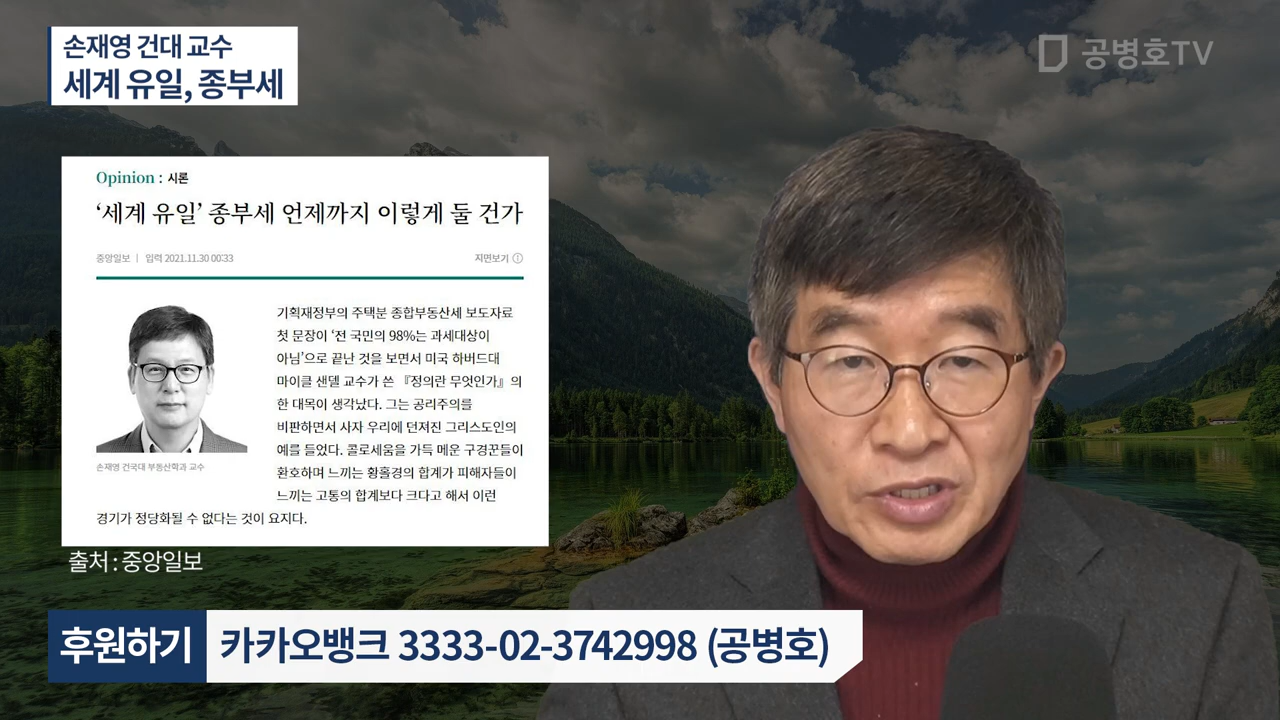 손재영 건대 교수
세계 유일, 종부세
공병호TV
Opinion : 시론
‘세계 유일’ 종부세 언제까지 이렇게 둘 건가
중앙일보 | 입력 2021.11.30 00:33
지면보기
기획재정부의 주택분 종합부동산세 보도자료
첫 문장이 ‘전 국민의 98%는 과세대상이
아님’으로 끝난 것을 보면서 미국 하버드대
마이클 샌델 교수가 쓴 『정의란 무엇인가』의
한 대목이 생각났다. 그는 공리주의를
비판하면서 사자 우리에 던져진 그리스도인의
예를 들었다. 콜로세움을 가득 메운 구경꾼들이
환호하며 느끼는 황홀경의 합계가 피해자들이
느끼는 고통의 합계보다 크다고 해서 이런
경기가 정당화될 수 없다는 것이 요지다.
손재영 건국대 부동산학과 교수
출처 : 중앙일보
후원하기
카카오뱅크 3333-02-3742998 (공병호)